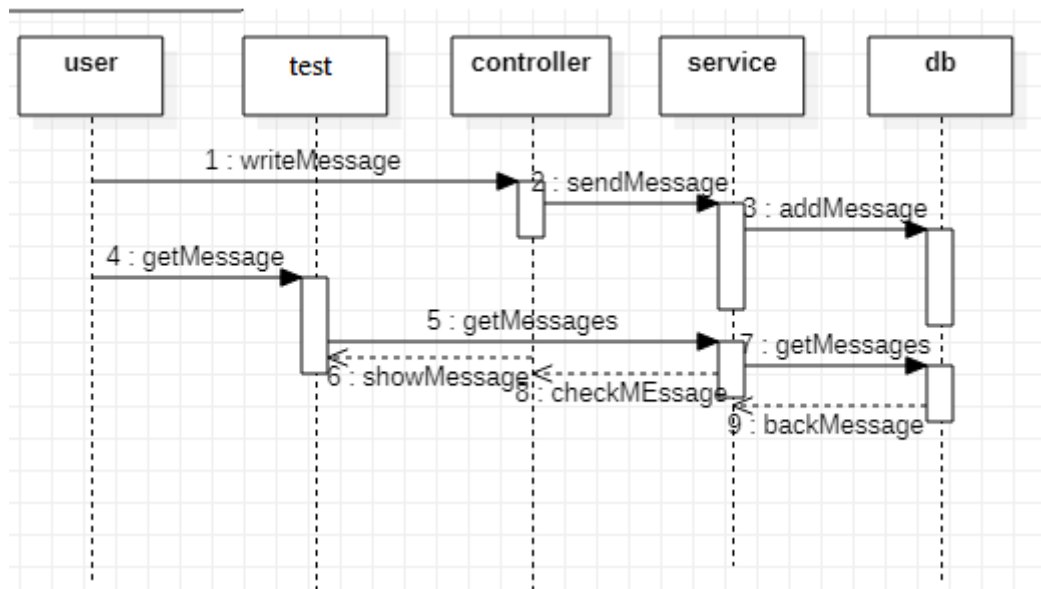 user
test
controller
service
db
1 : writeMessage
2 : sendMessage
3 : addMessage
4 : getMessage
5 : getMessages
7 : getMessages
6 : showMessage
8 : checkMEssage
9 : backMessage